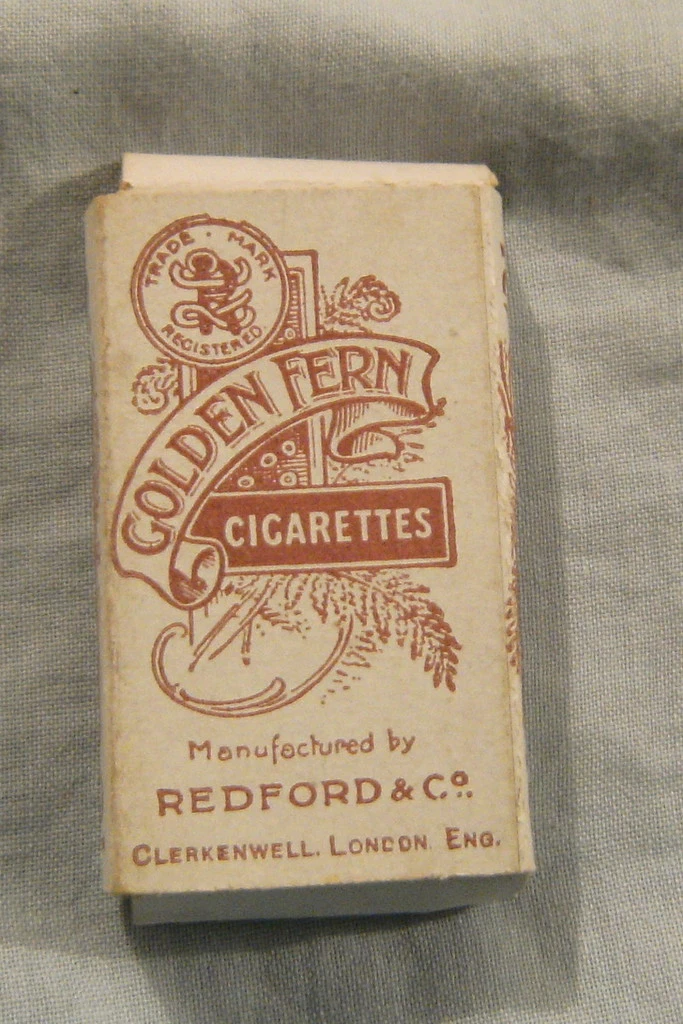 TRADE · MARK
REGISTERED
GOLDEN FERN
CIGARETTES
Manufactured by
REDFORD & Co.
CLERKENWELL. LONDON. ENG.